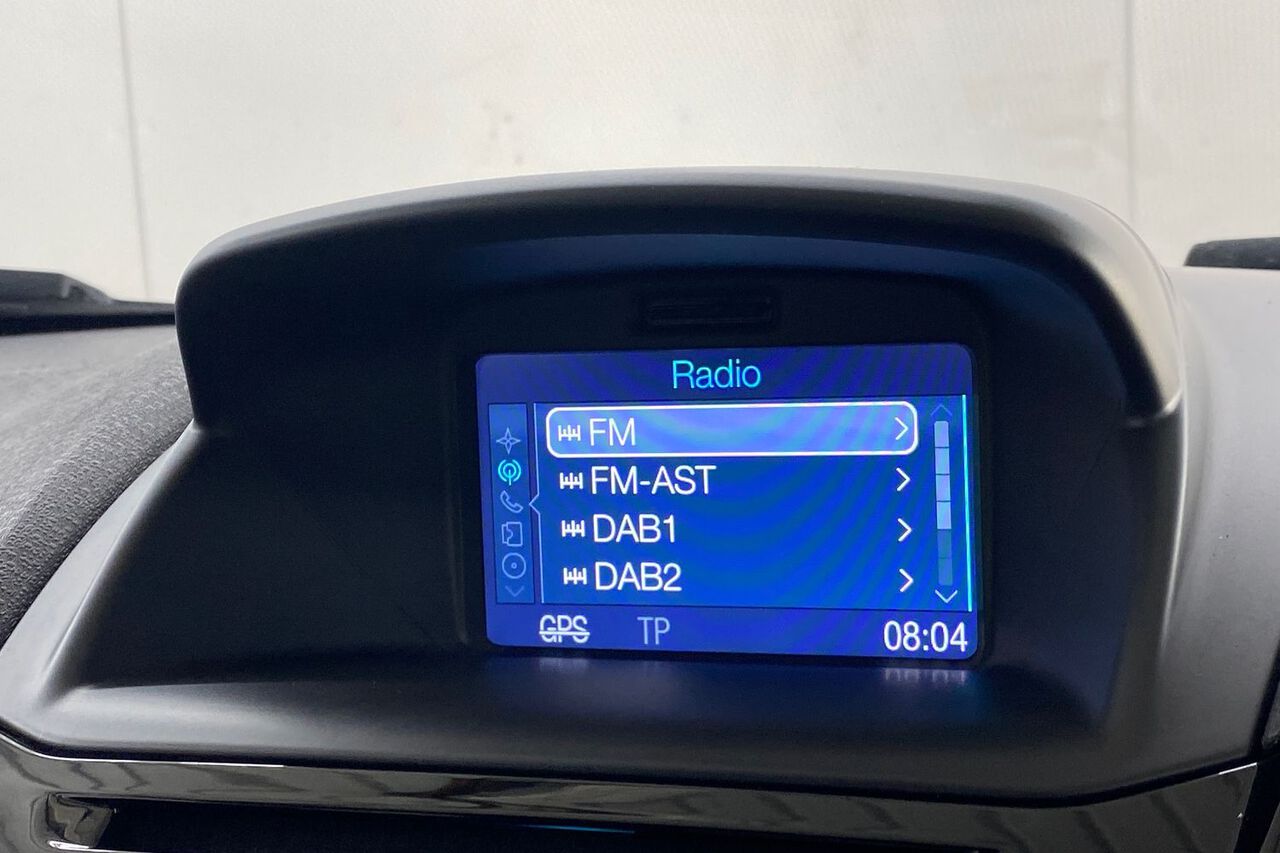 Radio
FM
FM-AST
DAB1
DAB2
GPS TP 08:04